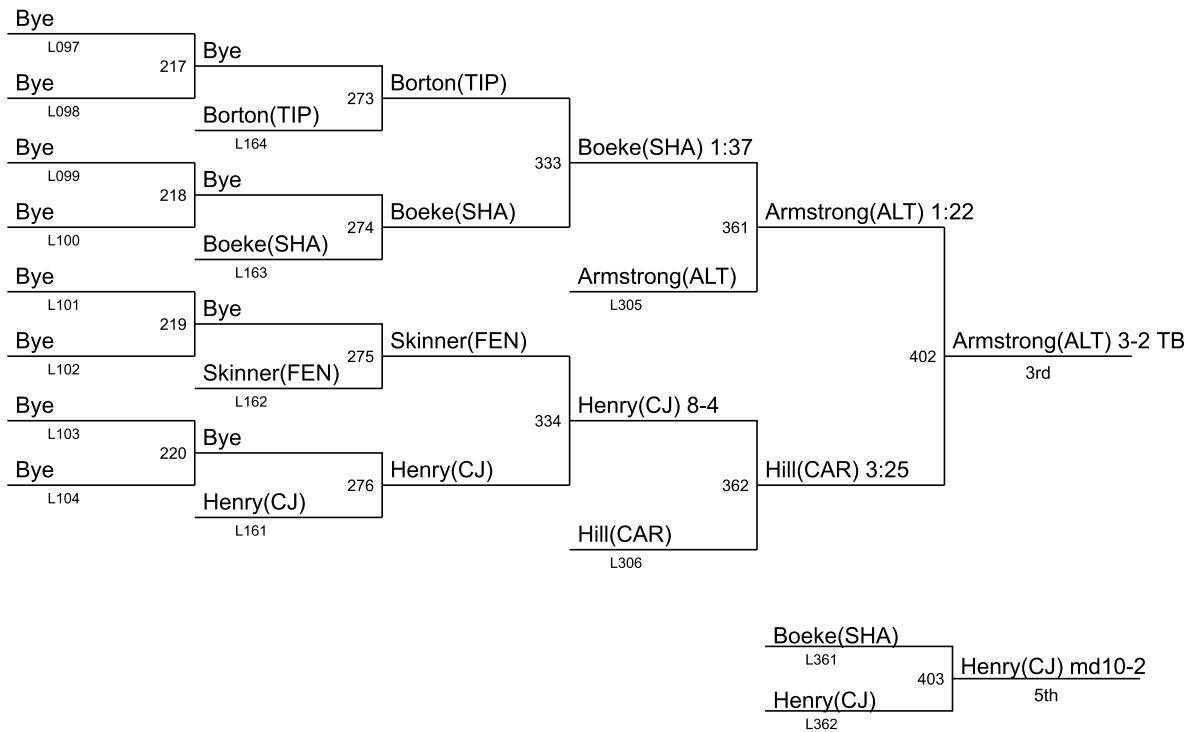 Bye
L097
217
Bye
Bye
L098
273
Borton(TIP)
Borton(TIP)
L164
Bye
L099
333
Boeke(SHA) 1:37
218
Bye
Bye
L100
274
Boeke(SHA)
Boeke(SHA)
L163
361
Armstrong(ALT) 1:22
Bye
L101
Armstrong(ALT)
L305
219
Bye
Bye
L102
275
Skinner(FEN)
Skinner(FEN)
L162
402
Armstrong(ALT) 3-2 TB
3rd
Bye
L103
334
Henry(CJ) 8-4
220
Bye
Bye
L104
276
Henry(CJ)
Henry(CJ)
L161
362
Hill(CAR) 3:25
Hill(CAR)
L306
Boeke(SHA)
L361
403
Henry(CJ) md10-2
5th
Henry(CJ)
L362